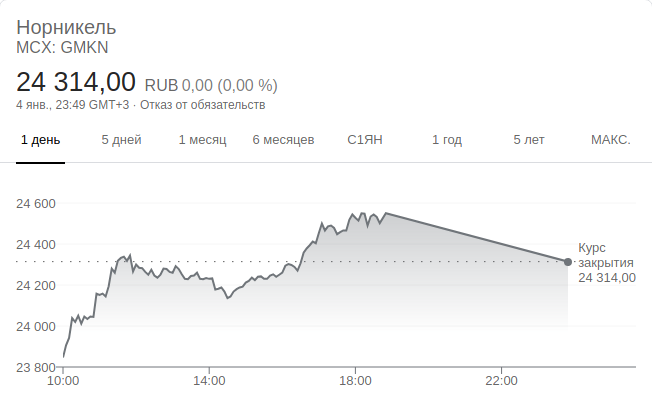 Норникель
MCX: GMKN
24 314,00 RUB 0,00 (0,00 %)
4 янв., 23:49 GMT+3 · Отказ от обязательств
1 день 5 дней 1 месяц 6 месяцев С1ЯН 1 год 5 лет МАКС.
24 600
24 400
Курс
закрытия
24 314,00
24 200
24 000
23 800
10:00 14:00 18:00 22:00